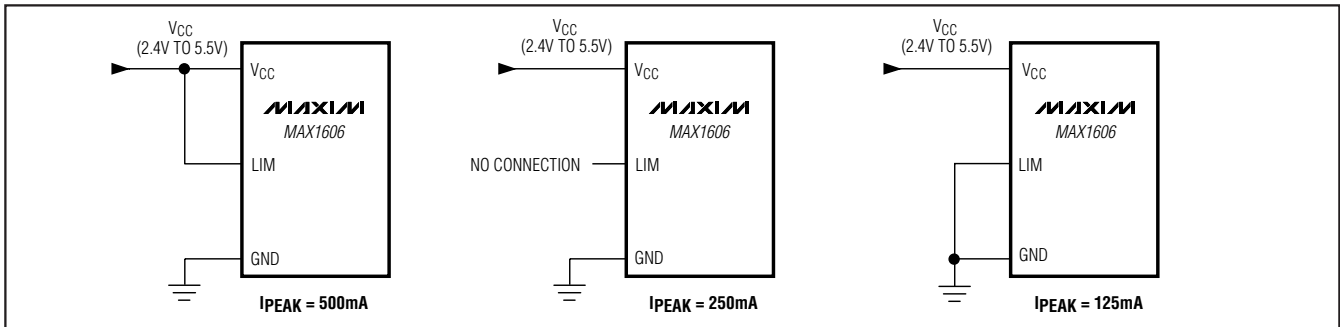 VCC
(2.4V TO 5.5V)
VCC
MAXIM
MAX1606
LIM
GND
IPEAK = 500mA
VCC
(2.4V TO 5.5V)
VCC
MAXIM
MAX1606
NO CONNECTION
LIM
GND
IPEAK = 250mA
VCC
(2.4V TO 5.5V)
VCC
MAXIM
MAX1606
LIM
GND
IPEAK = 125mA